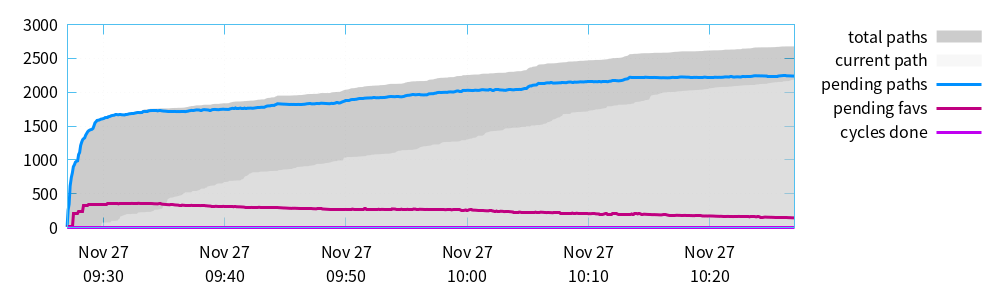 3000
2500
2000
1500
1000
500
0
Nov 27 Nov 27 Nov 27 Nov 27 Nov 27 Nov 27
09:30 09:40 09:50 10:00 10:10 10:20
total paths
current path
pending paths
pending favs
cycles done